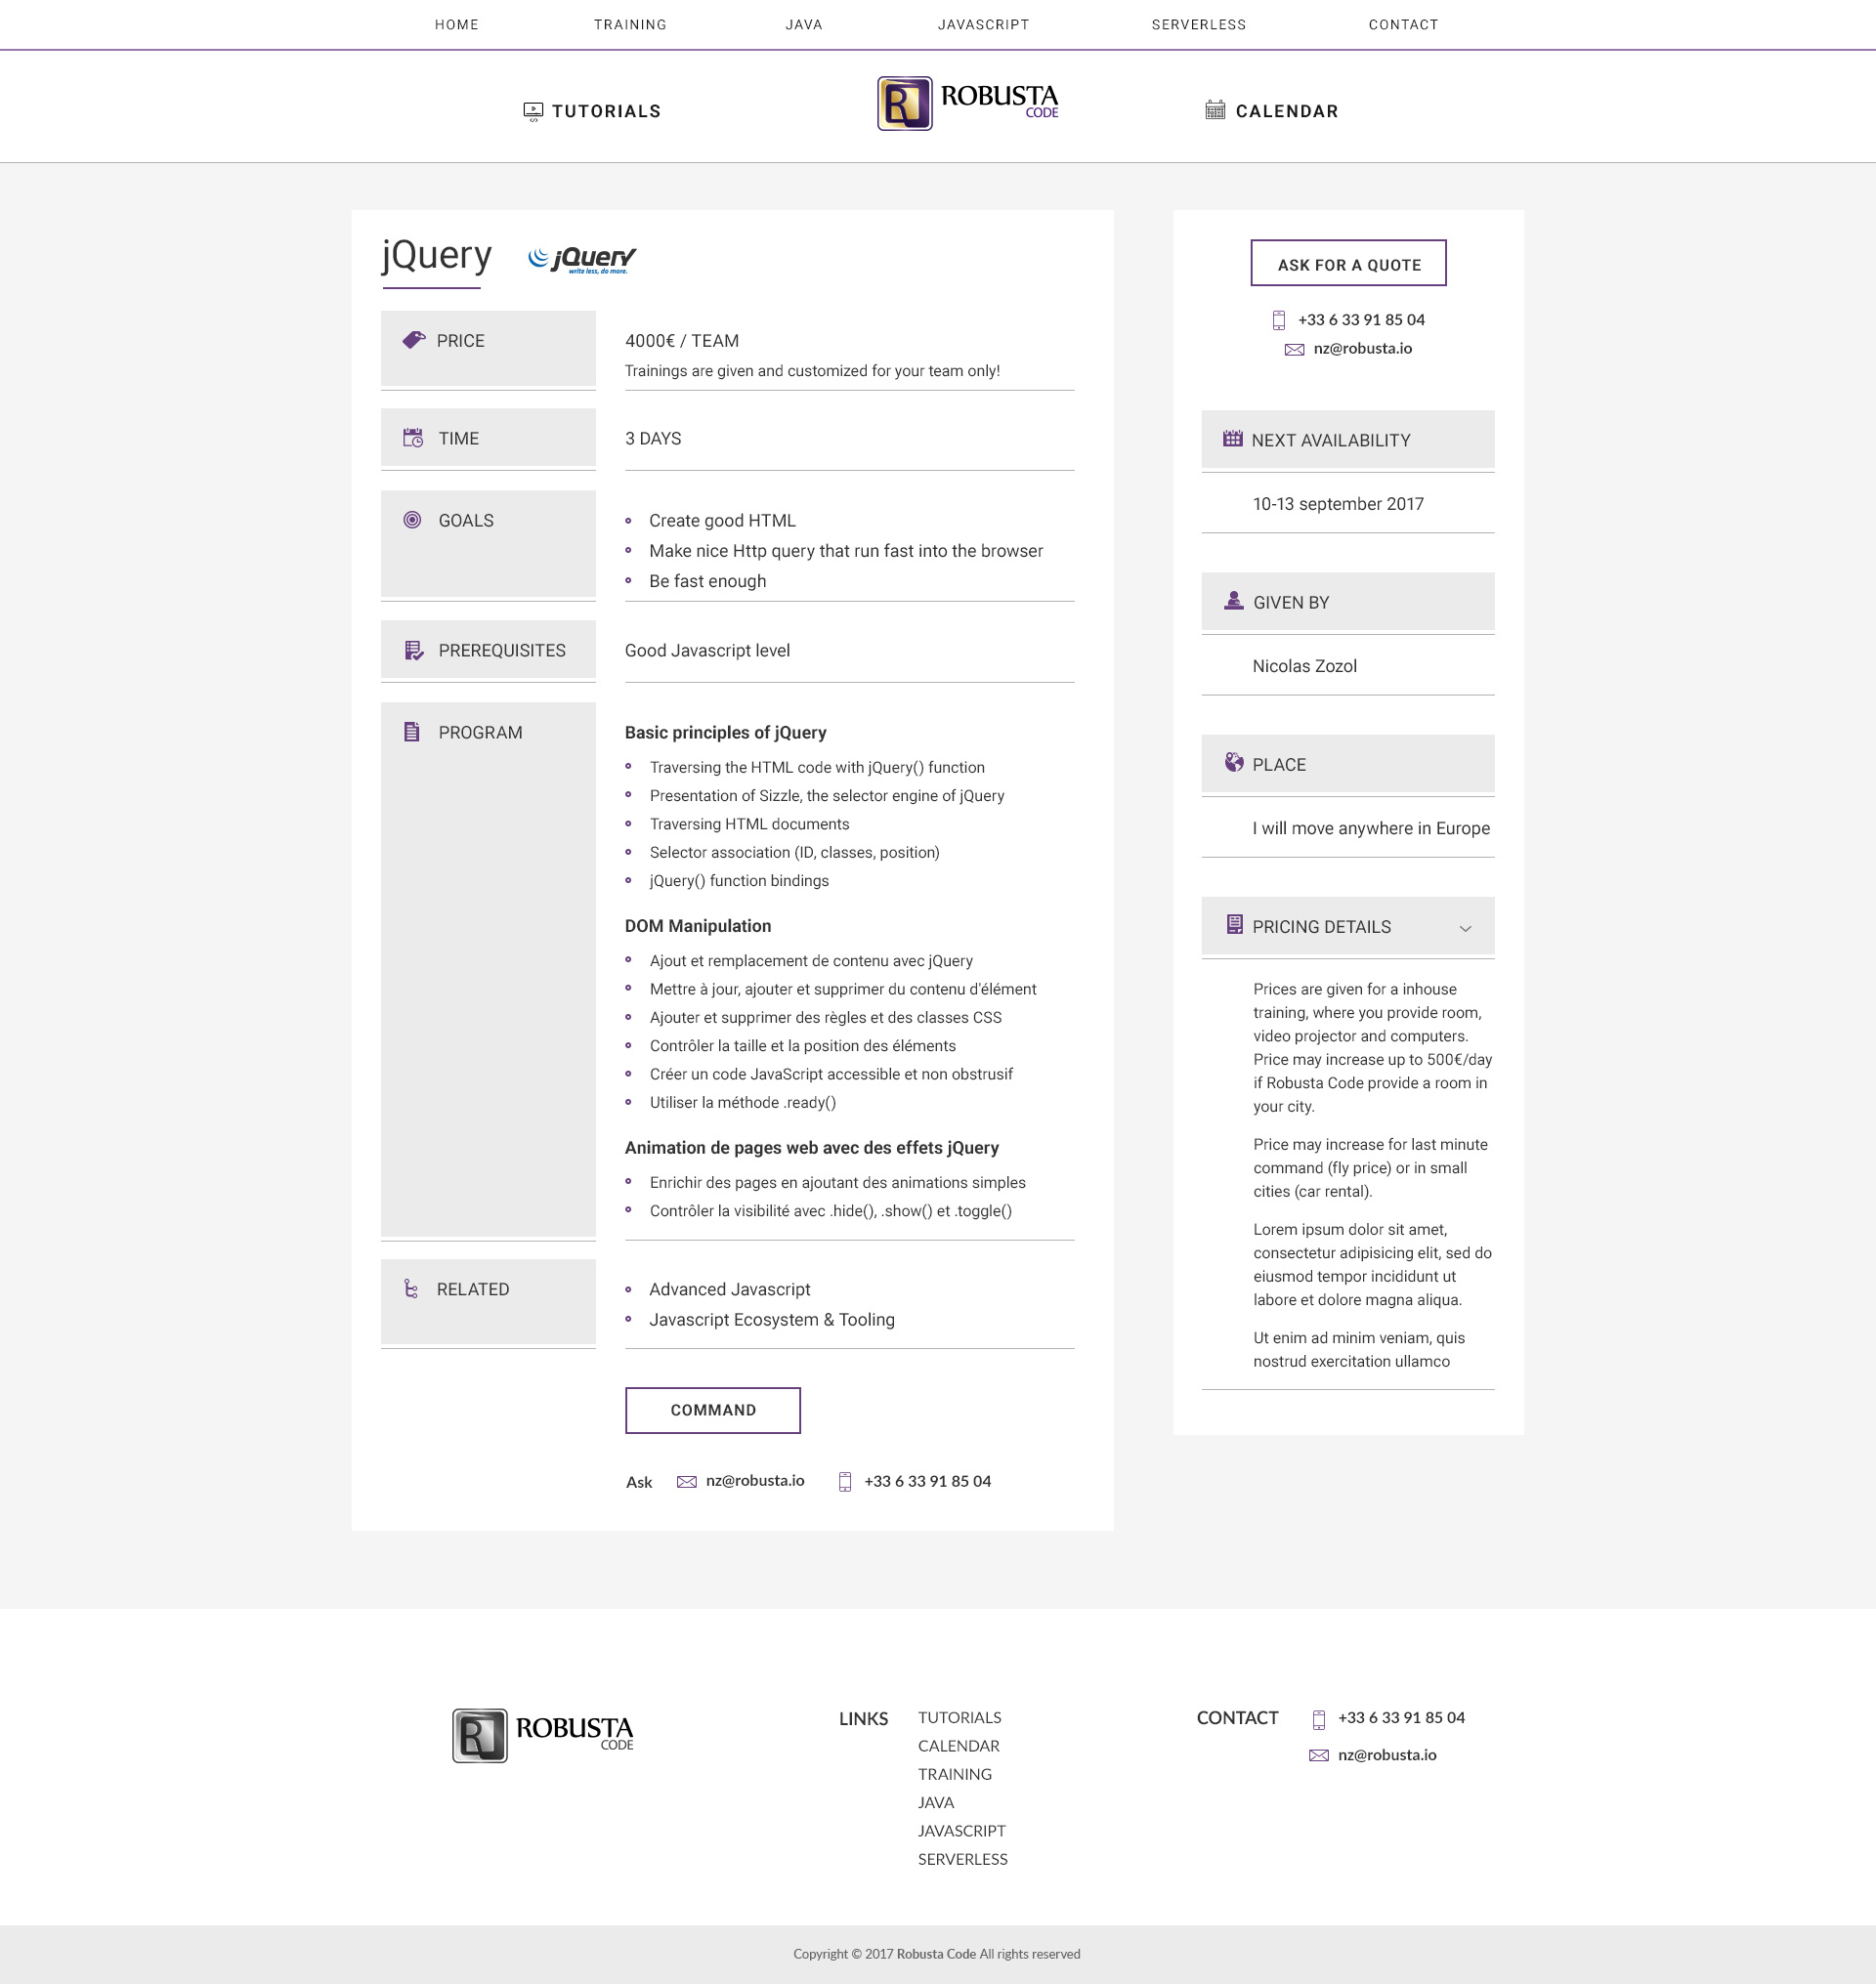 HOME TRAINING JAVA JAVASCRIPT SERVERLESS CONTACT
TUTORIALS
R ROBUSTA
CODE
CALENDAR
jQuery
jQuery
write less, do more.
PRICE
4000€ / TEAM
Trainings are given and customized for your team only!
TIME
3 DAYS
GOALS
Create good HTML
Make nice Http query that run fast into the browser
Be fast enough
PREREQUISITES
Good Javascript level
PROGRAM
Basic principles of jQuery
Traversing the HTML code with jQuery() function
Presentation of Sizzle, the selector engine of jQuery
Traversing HTML documents
Selector association (ID, classes, position)
jQuery() function bindings
DOM Manipulation
Ajout et remplacement de contenu avec jQuery
Mettre à jour, ajouter et supprimer du contenu d'élément
Ajouter et supprimer des règles et des classes CSS
Contrôler la taille et la position des éléments
Créer un code JavaScript accessible et non obstrusif
Utiliser la méthode .ready()
Animation de pages web avec des effets jQuery
Enrichir des pages en ajoutant des animations simples
Contrôler la visibilité avec .hide(), .show() et .toggle()
RELATED
Advanced Javascript
Javascript Ecosystem & Tooling
COMMAND
Ask nz@robusta.io +33 6 33 91 85 04
ASK FOR A QUOTE
+33 6 33 91 85 04
nz@robusta.io
NEXT AVAILABILITY
10-13 september 2017
GIVEN BY
Nicolas Zozol
PLACE
I will move anywhere in Europe
PRICING DETAILS
Prices are given for a inhouse
training, where you provide room,
video projector and computers.
Price may increase up to 500€/day
if Robusta Code provide a room in
your city.
Price may increase for last minute
command (fly price) or in small
cities (car rental).
Lorem ipsum dolor sit amet,
consectetur adipisicing elit, sed do
eiusmod tempor incididunt ut
labore et dolore magna aliqua.
Ut enim ad minim veniam, quis
nostrud exercitation ullamco
R ROBUSTA
CODE
LINKS
TUTORIALS
CALENDAR
TRAINING
JAVA
JAVASCRIPT
SERVERLESS
CONTACT
+33 6 33 91 85 04
nz@robusta.io
Copyright © 2017 Robusta Code All rights reserved